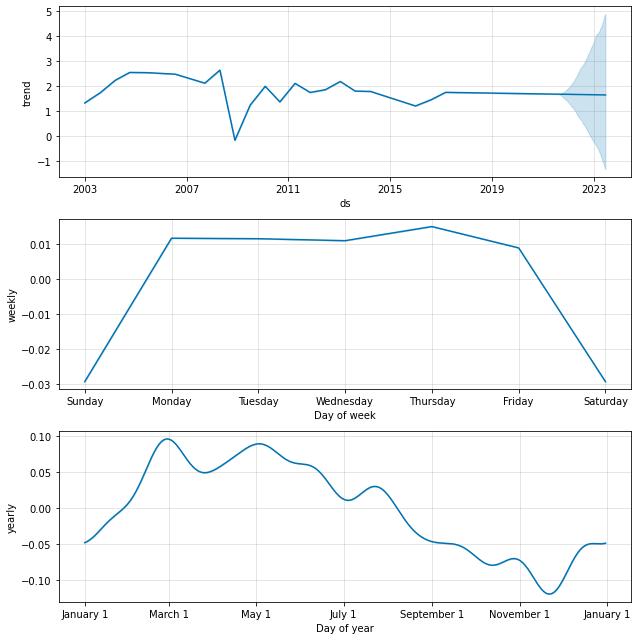 5
4
3
2
1
0
−1
trend
2003 2007 2011 2015 2019 2023
ds
0.01
0.00
−0.01
−0.02
−0.03
weekly
Sunday Monday Tuesday Wednesday Thursday Friday Saturday
Day of week
0.10
0.05
0.00
−0.05
−0.10
yearly
January 1 March 1 May 1 July 1 September 1 November 1 January 1
Day of year